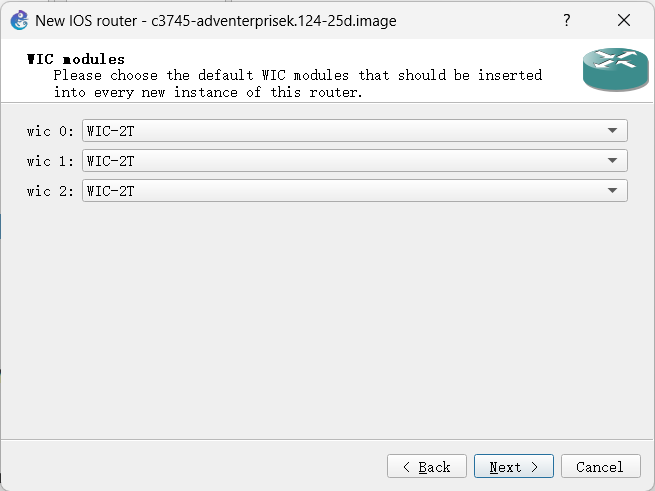 New IOS router - c3745-adventerprisek.124-25d.image ?
WIC modules
Please choose the default WIC modules that should be inserted
into every new instance of this router.
wic 0: WIC-2T
wic 1: WIC-2T
wic 2: WIC-2T
< Back Next > Cancel